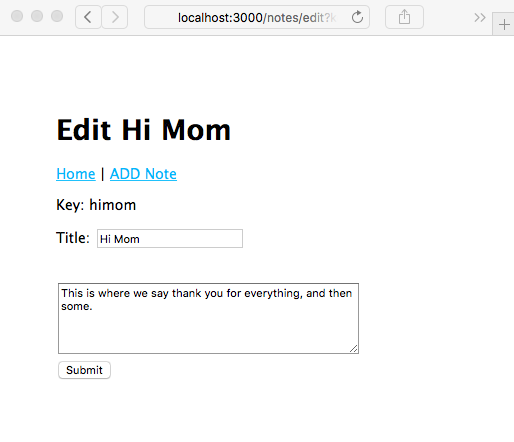 localhost:3000/notes/edit?k
Edit Hi Mom
Home | ADD Note
Key: himom
Title: Hi Mom
This is where we say thank you for everything, and then
some.
Submit